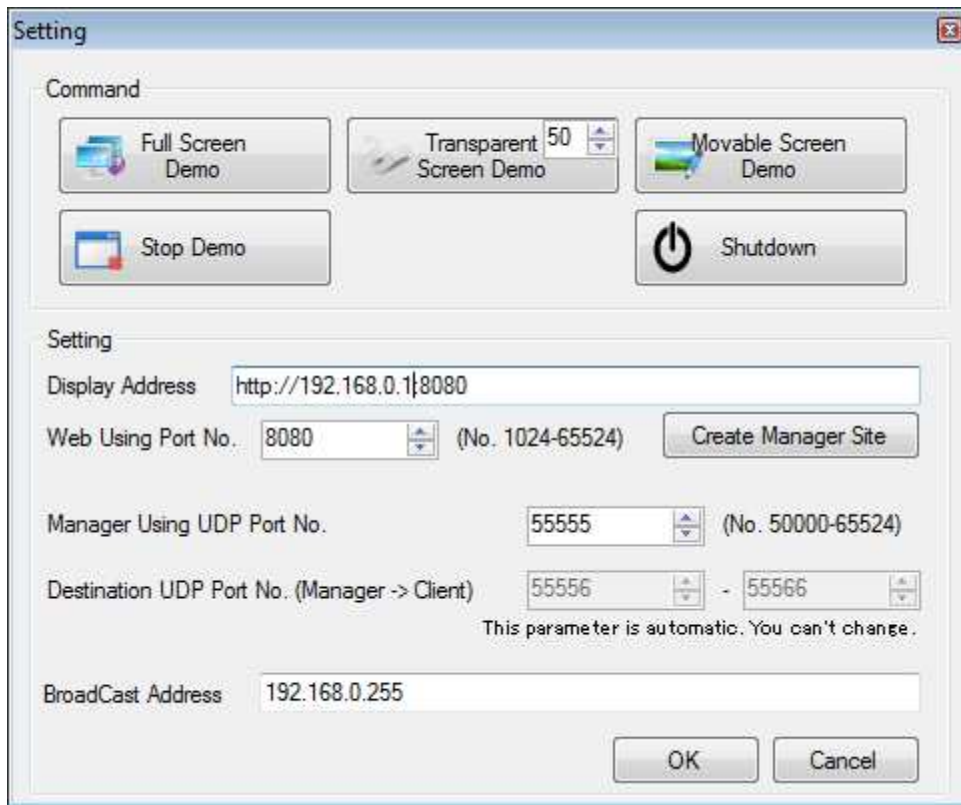 Setting
Command
Full Screen
Demo
Transparent 50
Screen Demo
Movable Screen
Demo
Stop Demo
Shutdown
Setting
Display Address http://192.168.0.1:8080
Web Using Port No. 8080 (No. 1024-65524) Create Manager Site
Manager Using UDP Port No. 55555 (No. 50000-65524)
Destination UDP Port No. (Manager -> Client) 55556 - 55566
This parameter is automatic. You can't change.
BroadCast Address 192.168.0.255
OK Cancel